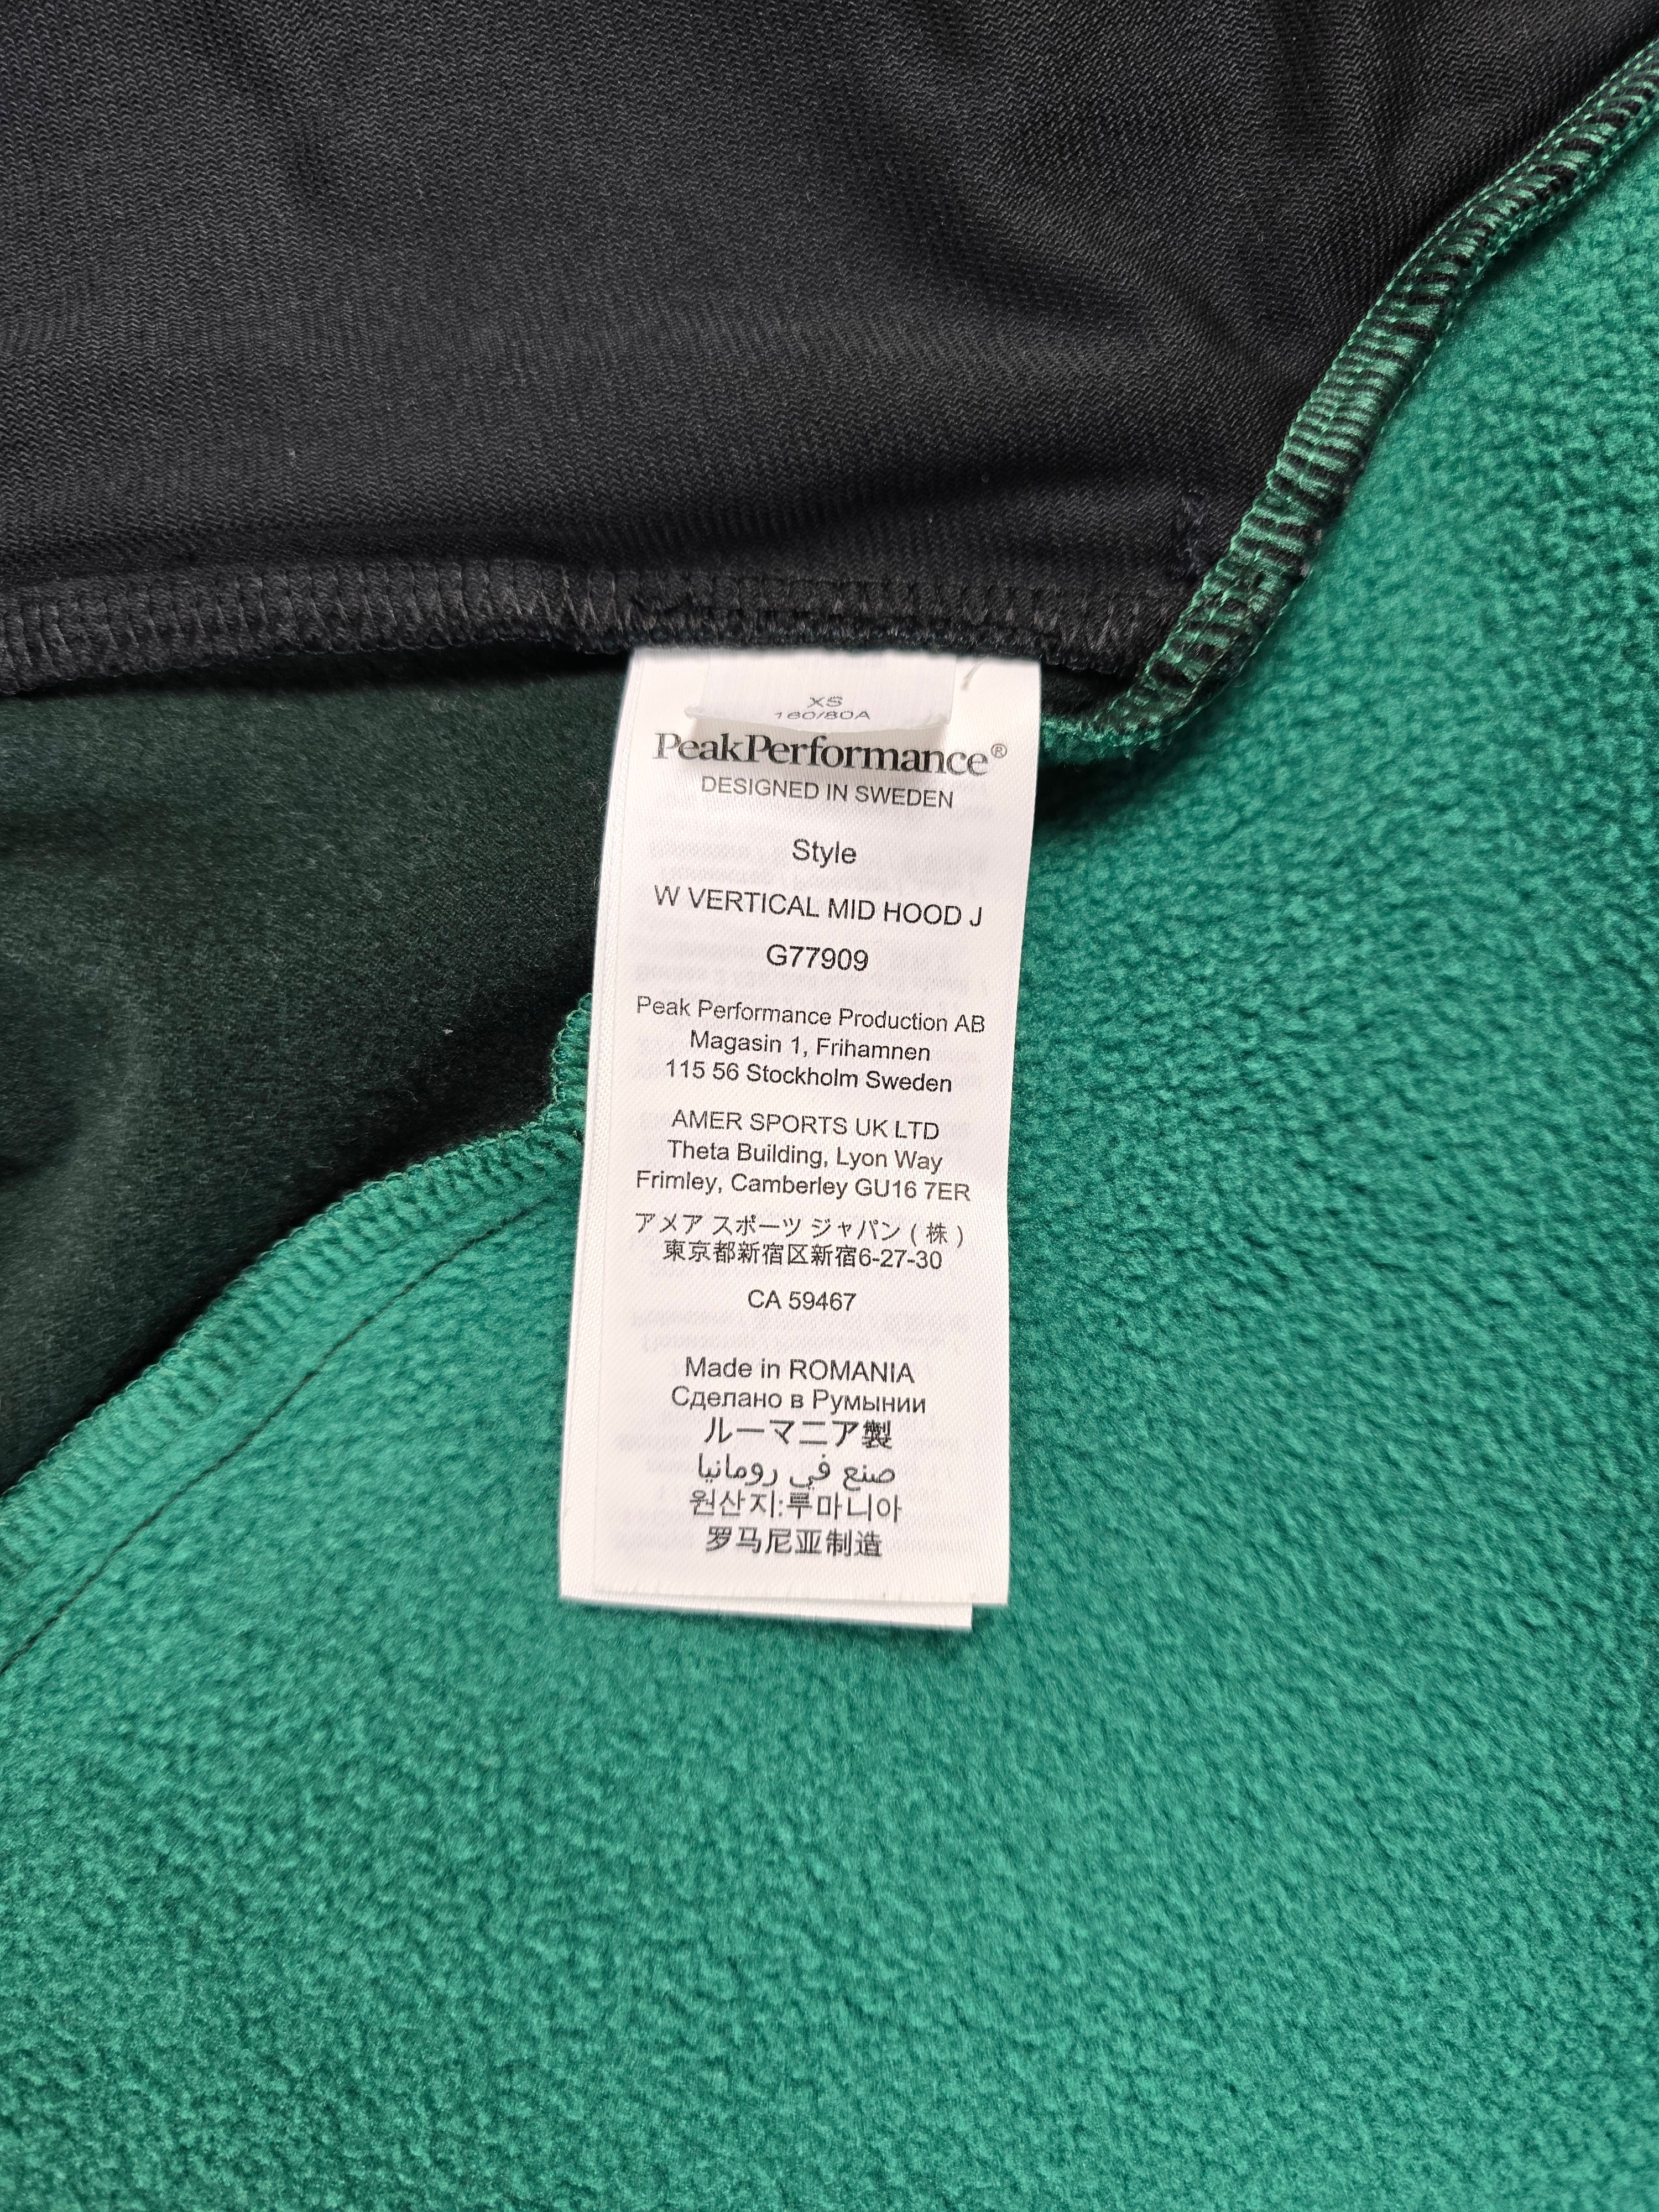 XS
160/80A
PeakPerformance®
DESIGNED IN SWEDEN
Style
W VERTICAL MID HOOD J
G77909
Peak Performance Production AB
Magasin 1, Frihamnen
115 56 Stockholm Sweden
AMER SPORTS UK LTD
Theta Building, Lyon Way
Frimley, Camberley GU16 7ER
アメア スポーツ ジャパン ( 株 )
東京都新宿区新宿6-27-30
CA 59467
Made in ROMANIA
Сделано в Румынии
ルーマニア製
صنع في رومانيا
원산지:루마니아
罗马尼亚制造